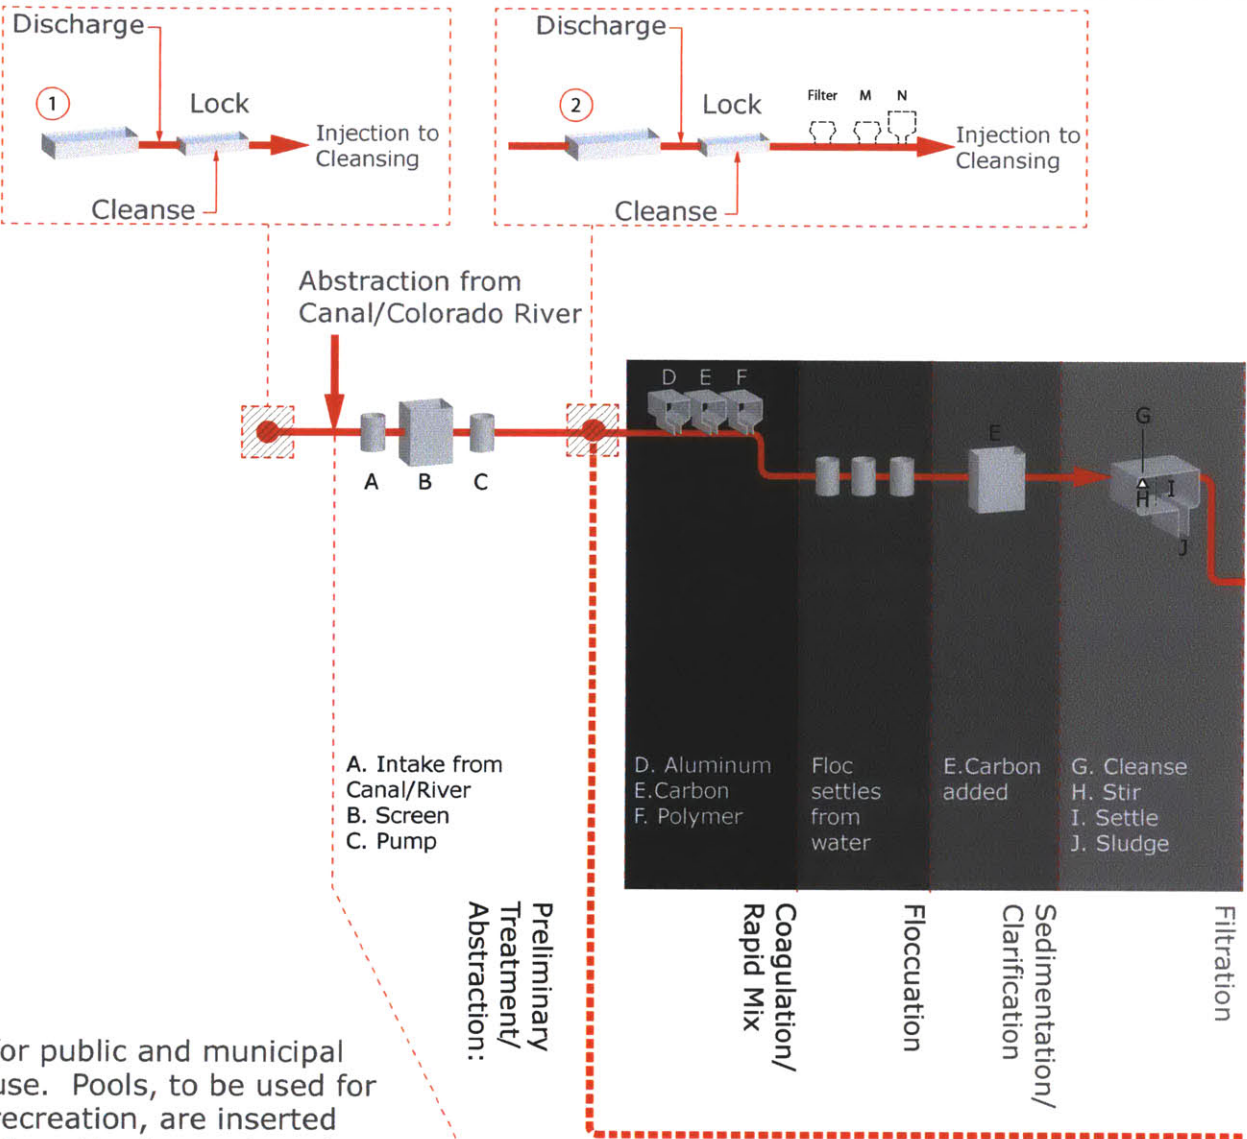 Discharge
1
Lock
Injection to
Cleansing
Cleanse
Discharge
2
Lock
Filter
M
N
Injection to
Cleansing
Cleanse
Abstraction from
Canal/Colorado River
A
B
C
D
E
F
E
G
H
I
J
A. Intake from
Canal/River
B. Screen
C. Pump
D. Aluminum
E.Carbon
F. Polymer
Floc
settles
from
water
E.Carbon
added
G. Cleanse
H. Stir
I. Settle
J. Sludge
Preliminary
Treatment/
Abstraction:
Coagulation/
Rapid Mix
Floccuation
Sedimentation/
Clarification
Filtration
or public and municipal
use. Pools, to be used for
recreation, are inserted